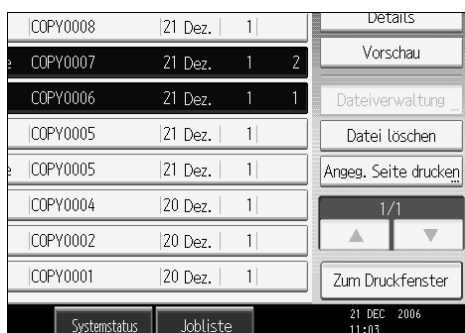 COPY0008 21 Dez. 1
Details
e COPY0007 21 Dez. 1 2
Vorschau
COPY0006 21 Dez. 1 1
Dateiverwaltung
COPY0005 21 Dez. 1
Datei löschen
e COPY0005 21 Dez. 1
Angeg. Seite drucken
COPY0004 20 Dez. 1
1/1
COPY0002 20 Dez. 1
COPY0001 20 Dez. 1
Zum Druckfenster
Systemstatus Jobliste
21 DEC 2006
11:03